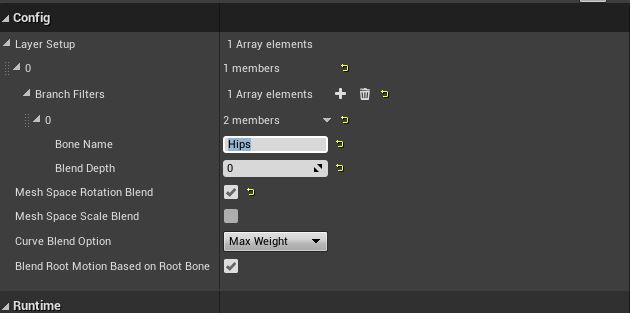 Config
Layer Setup 1 Array elements
0 1 members
Branch Filters 1 Array elements
0 2 members
Bone Name Hips
Blend Depth 0
Mesh Space Rotation Blend
Mesh Space Scale Blend
Curve Blend Option Max Weight
Blend Root Motion Based on Root Bone
Runtime